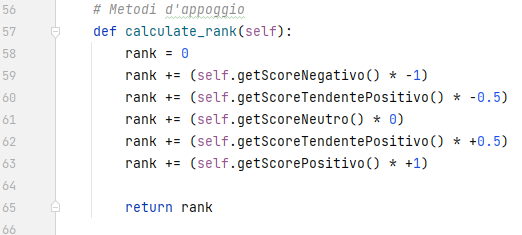 56 # Metodi d'appoggio
57 def calculate_rank(self):
58 rank = 0
59 rank += (self.getScoreNegativo() * -1)
60 rank += (self.getScoreTendentePositivo() * -0.5)
61 rank += (self.getScoreNeutro() * 0)
62 rank += (self.getScoreTendentePositivo() * +0.5)
63 rank += (self.getScorePositivo() * +1)
64
65 return rank
66